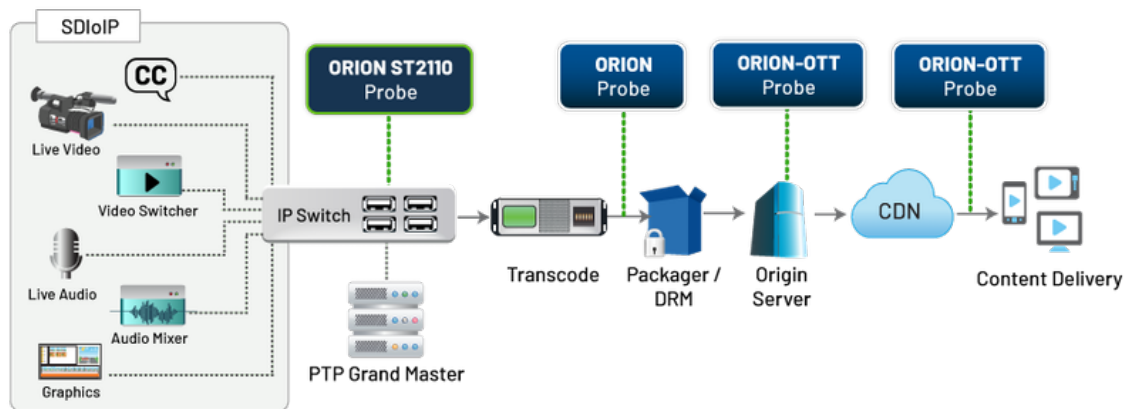 SDIoIP
CC
Live Video
Video Switcher
Live Audio
Audio Mixer
Graphics
ORION ST2110
Probe
IP Switch
PTP Grand Master
Transcode
ORION
Probe
Packager /
DRM
ORION-OTT
Probe
Origin
Server
CDN
ORION-OTT
Probe
Content Delivery